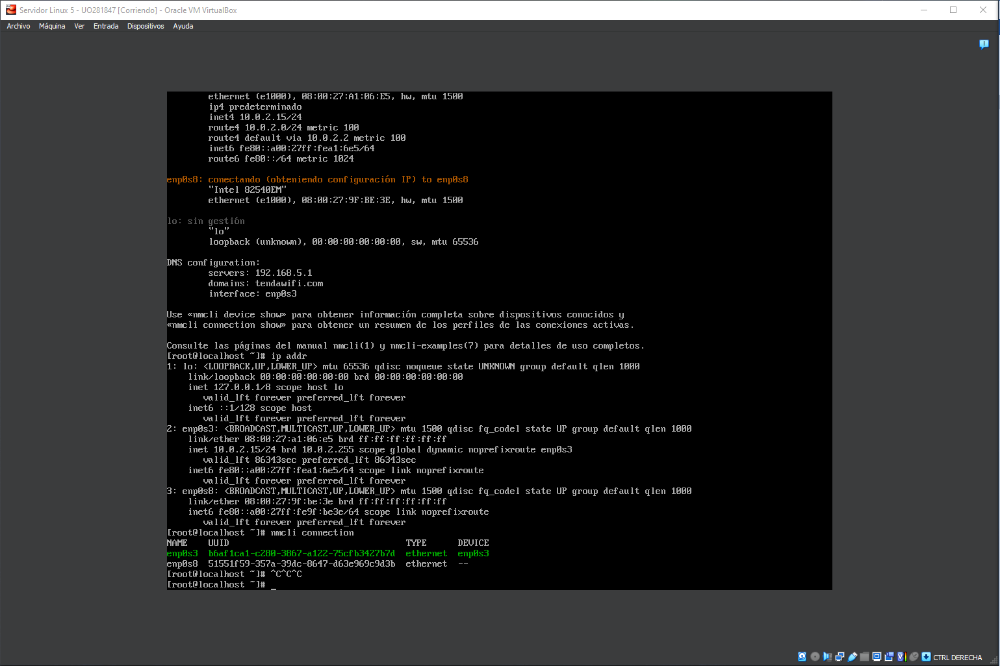 Servidor Linux 5 - UO281847 [Corriendo] - Oracle VM VirtualBox
Archivo Máquina Ver Entrada Dispositivos Ayuda
ethernet (e1000), 08:00:27:A1:06:E5, hw, mtu 1500
ip4 predeterminado
inet4 10.0.2.15/24
route4 10.0.2.0/24 metric 100
route4 default via 10.0.2.2 metric 100
inet6 fe80::a00:27ff:fea1:6e5/64
route6 fe80::/64 metric 1024
enp0s8: conectando (obteniendo configuración IP) to enp0s8
"Intel 82540EM"
ethernet (e1000), 08:00:27:9F:BE:3E, hw, mtu 1500
lo: sin gestión
"lo"
loopback (unknown), 00:00:00:00:00:00, sw, mtu 65536
DNS configuration:
servers: 192.168.5.1
domains: tendawifi.com
interface: enp0s3
Use «nmcli device show» para obtener información completa sobre dispositivos conocidos y
«nmcli connection show» para obtener un resumen de los perfiles de las conexiones activas.
Consulte las páginas del manual nmcli(1) y nmcli-examples(7) para detalles de uso completos.
[root@localhost ~]# ip addr
1: lo: <LOOPBACK,UP,LOWER_UP> mtu 65536 qdisc noqueue state UNKNOWN group default qlen 1000
link/loopback 00:00:00:00:00:00 brd 00:00:00:00:00:00
inet 127.0.0.1/8 scope host lo
valid_lft forever preferred_lft forever
inet6 ::1/128 scope host
valid_lft forever preferred_lft forever
2: enp0s3: <BROADCAST,MULTICAST,UP,LOWER_UP> mtu 1500 qdisc fq_codel state UP group default qlen 1000
link/ether 08:00:27:a1:06:e5 brd ff:ff:ff:ff:ff:ff
inet 10.0.2.15/24 brd 10.0.2.255 scope global dynamic noprefixroute enp0s3
valid_lft 86343sec preferred_lft 86343sec
inet6 fe80::a00:27ff:fea1:6e5/64 scope link noprefixroute
valid_lft forever preferred_lft forever
3: enp0s8: <BROADCAST,MULTICAST,UP,LOWER_UP> mtu 1500 qdisc fq_codel state UP group default qlen 1000
link/ether 08:00:27:9f:be:3e brd ff:ff:ff:ff:ff:ff
inet6 fe80::a00:27ff:fe9f:be3e/64 scope link noprefixroute
valid_lft forever preferred_lft forever
[root@localhost ~]# nmcli connection
NAME UUID TYPE DEVICE
enp0s3 b6af1ca1-c280-3867-a122-75cfb3427b7d ethernet enp0s3
enp0s8 51551f59-357a-39dc-8647-d63e969c9d3b ethernet --
[root@localhost ~]# ^C^C^C
[root@localhost ~]# _
CTRL DERECHA